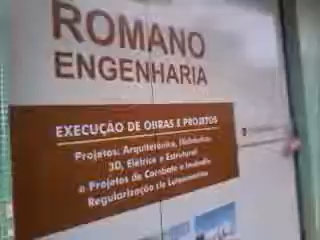 ROMANO
ENGENHARIA
EXECUÇÃO DE OBRAS E PROJETOS
Projetos: Arquitetônico, Hidráulico
3D, Elétrico e Estrutural
e Projetos de Combate a Incêndio
Regularização de Loteamentos